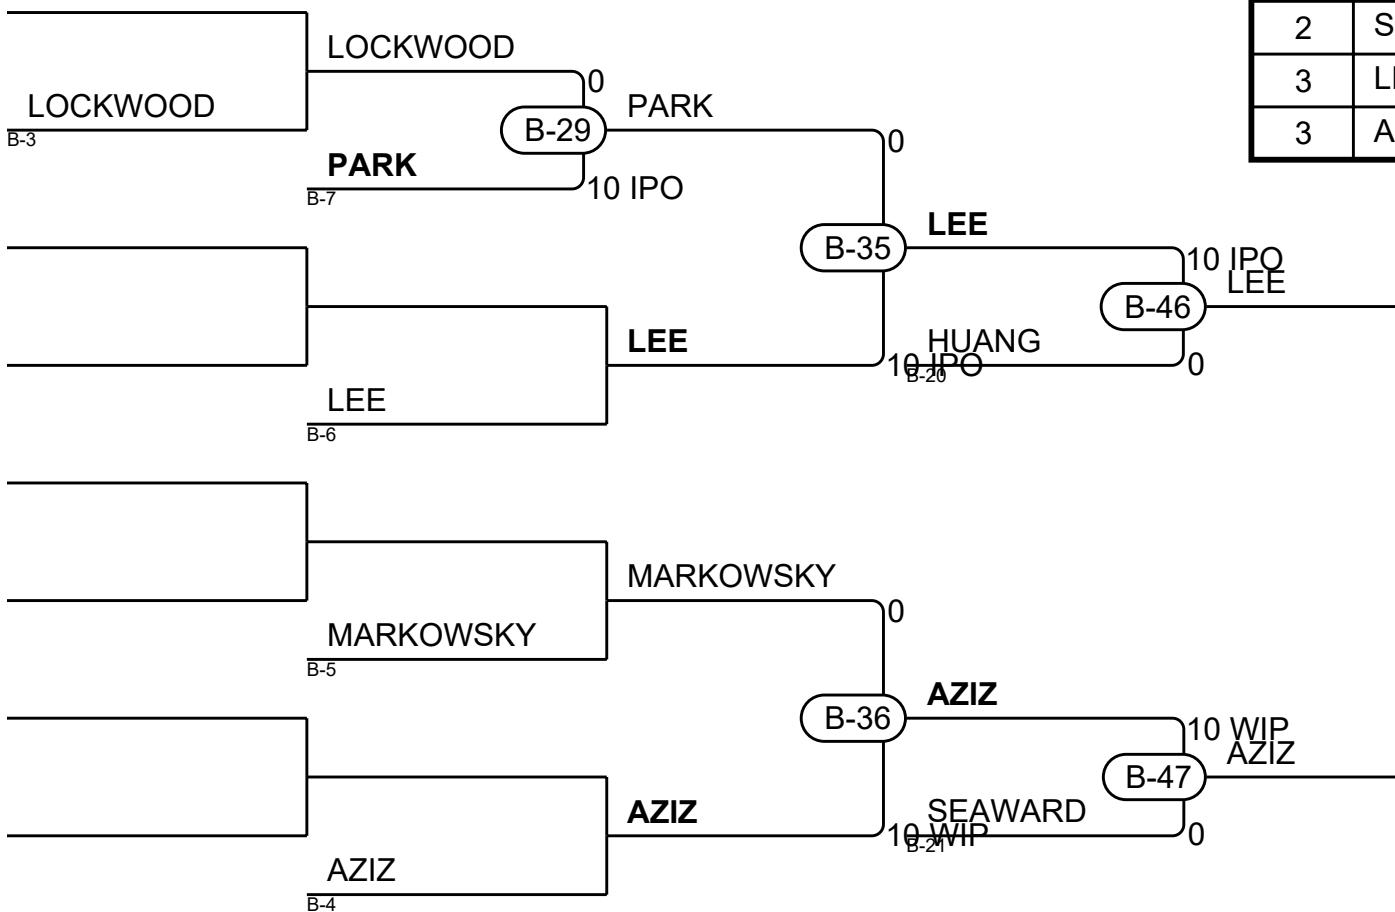 2 S
LOCKWOOD
0
3
LOCKWOOD
PARK
B-29
3 A
B-3
0
PARK
10 IPO
B-7
LEE
B-35
10 IPO
LEE
B-46
LEE
HUANG
10 IPO
B-20
0
LEE
B-6
MARKOWSKY
0
MARKOWSKY
B-5
AZIZ
B-36
10 WIP
AZIZ
B-47
AZIZ
SEAWARD
10 WIP
B-21
0
AZIZ
B-4